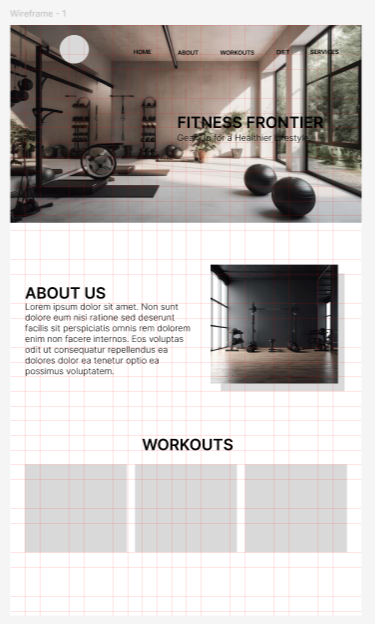 Wireframe - 1
HOME ABOUT WORKOUTS DIET SERVICES
FITNESS FRONTIER
Gear Up for a Healthier Lifestyle
ABOUT US
Lorem ipsum dolor sit amet. Non sunt
dolore eum nisi ratione sed deserunt
facilis sit perspiciatis omnis rem dolorem
enim non facere internos. Eos voluptas
odit ut consequatur repellendus ea
dolores dolor ea tenetur optio ea
possimus voluptatem.
WORKOUTS